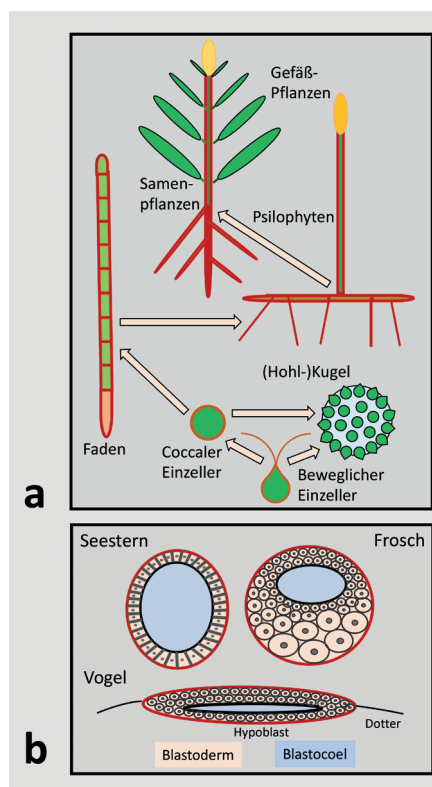 Gefäß-
Pflanzen
Samen-
pflanzen
Psilophyten
(Hohl-)Kugel
Faden
Coccaler
Einzeller
Beweglicher
Einzeller
a
Seestern
Frosch
Vogel
Hypoblast
Dotter
Blastoderm
Blastocoel
b